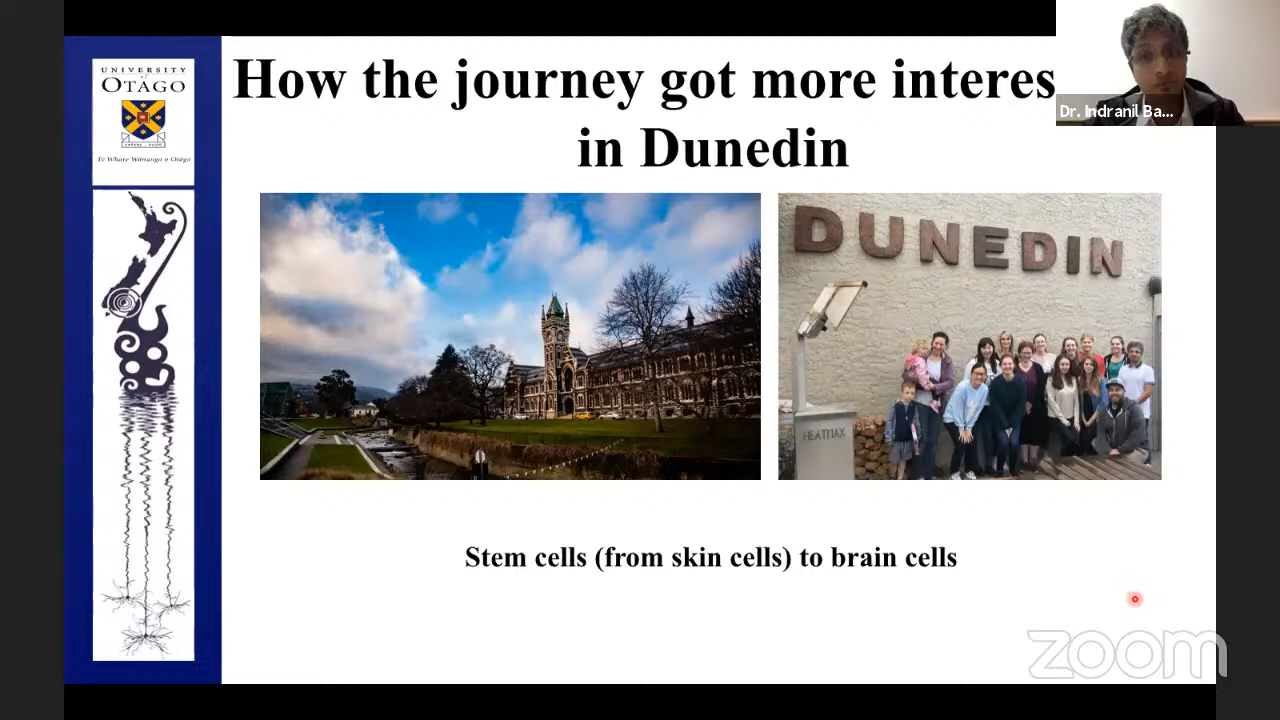 UNIVERSITY
of
OTAGO
Te Whare Wānanga o Otāgo
How the journey got more interes
in Dunedin
Dr. Indranil Ba...
DUNEDIN
HEATMAX
Stem cells (from skin cells) to brain cells
zoom